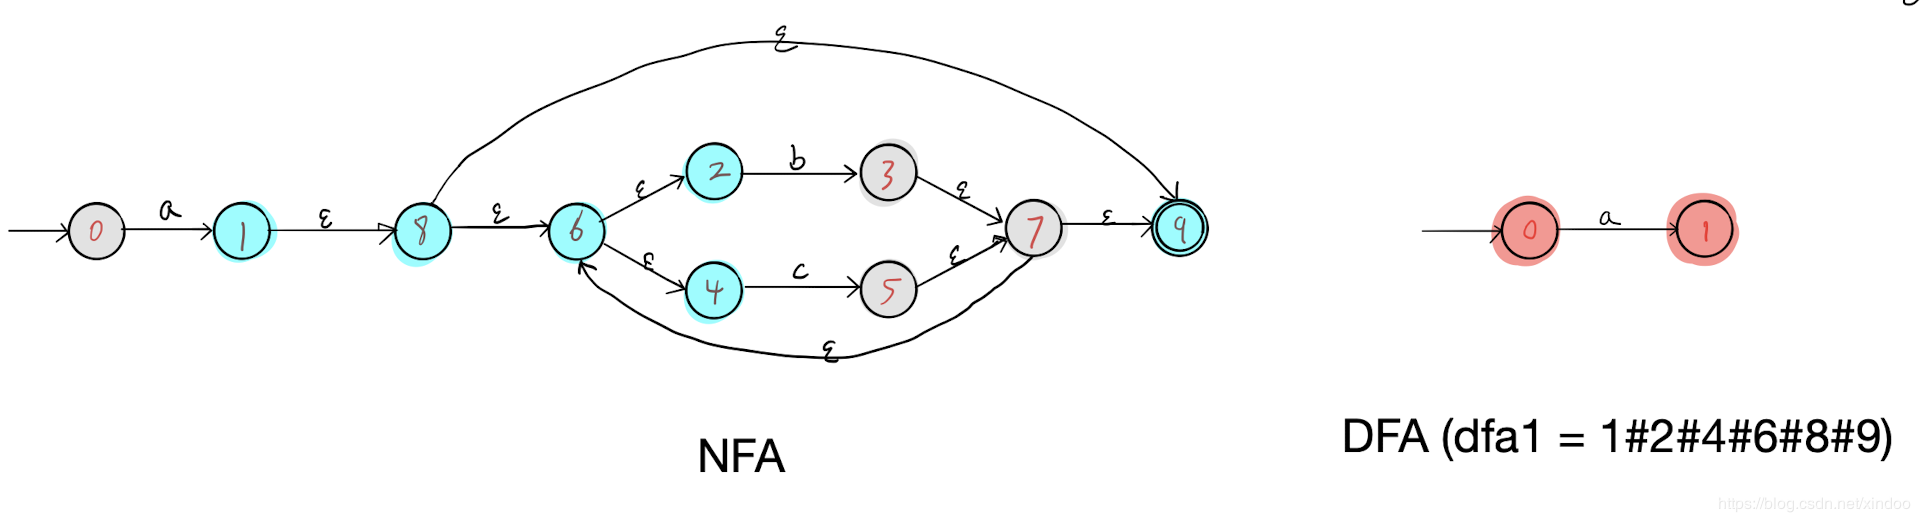 ε
2 b 3
ε ε
0 a 1 ε 8 ε 6 7 ε 9 0 a 1
ε ε
4 c 5
ε
NFA
DFA (dfa1 = 1#2#4#6#8#9)
https://blog.csdn.net/xindoo